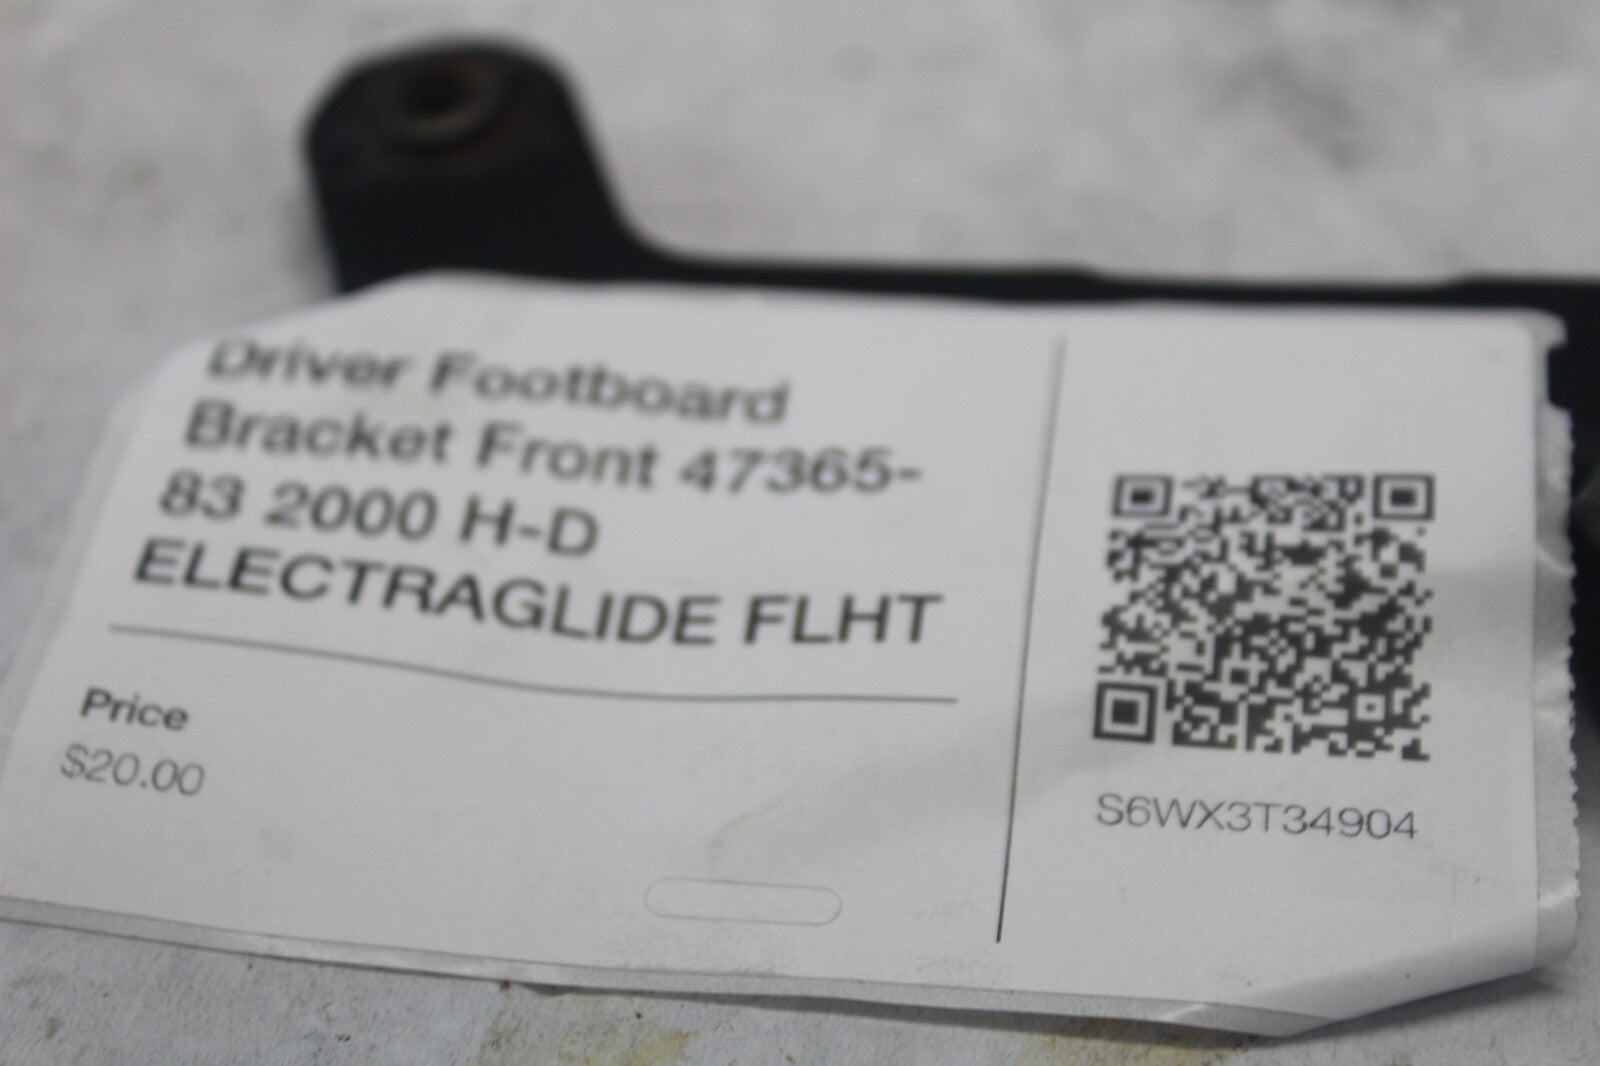 Driver Footboard
Bracket Front 47365-
83 2000 H-D
ELECTRAGLIDE FLHT
Price
$20.00
S6WX3T34904